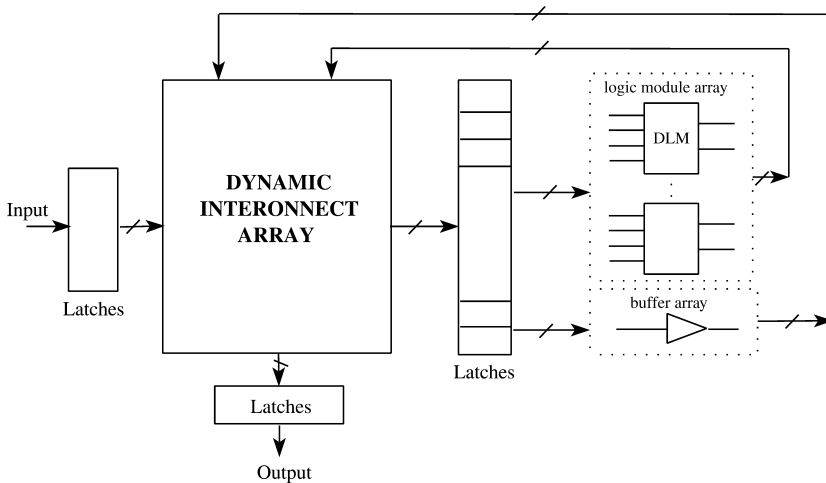 logic module array
DLM
DYNAMIC
INTERONNECT
ARRAY
Input
Latches
buffer array
Latches
Latches
Output